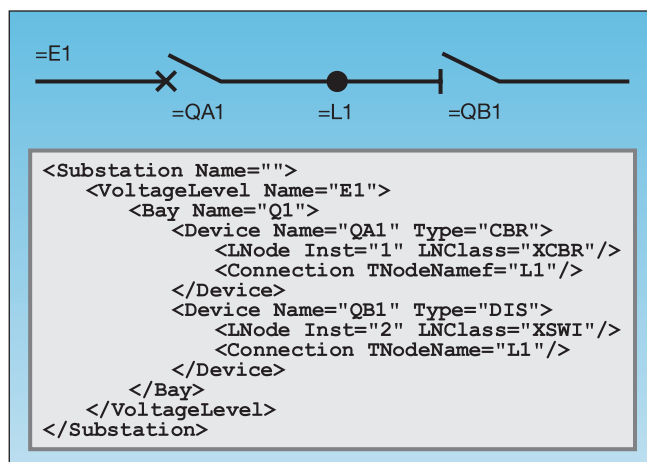 =E1
=QA1 =L1 =QB1
<Substation Name="">
<VoltageLevel Name="E1">
<Bay Name="Q1">
<Device Name="QA1" Type="CBR">
<LNode Inst="1" LNClass="XCBR"/>
<Connection TNodeNamef="L1"/>
</Device>
<Device Name="QB1" Type="DIS">
<LNode Inst="2" LNClass="XSWI"/>
<Connection TNodeName="L1"/>
</Device>
</Bay>
</VoltageLevel>
</Substation>